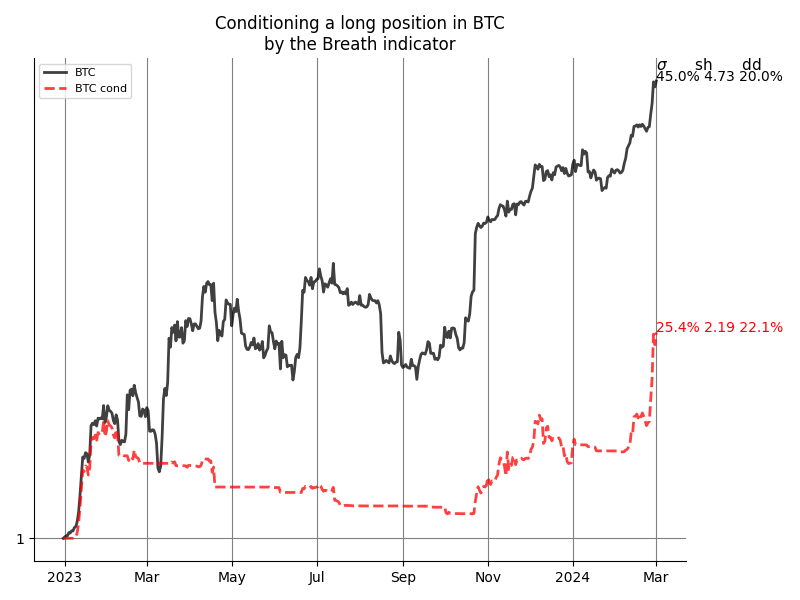 Conditioning a long position in BTC
by the Breath indicator
σ sh dd
45.0% 4.73 20.0%
BTC
BTC cond
25.4% 2.19 22.1%
1
2023 Mar May Jul Sep Nov 2024 Mar